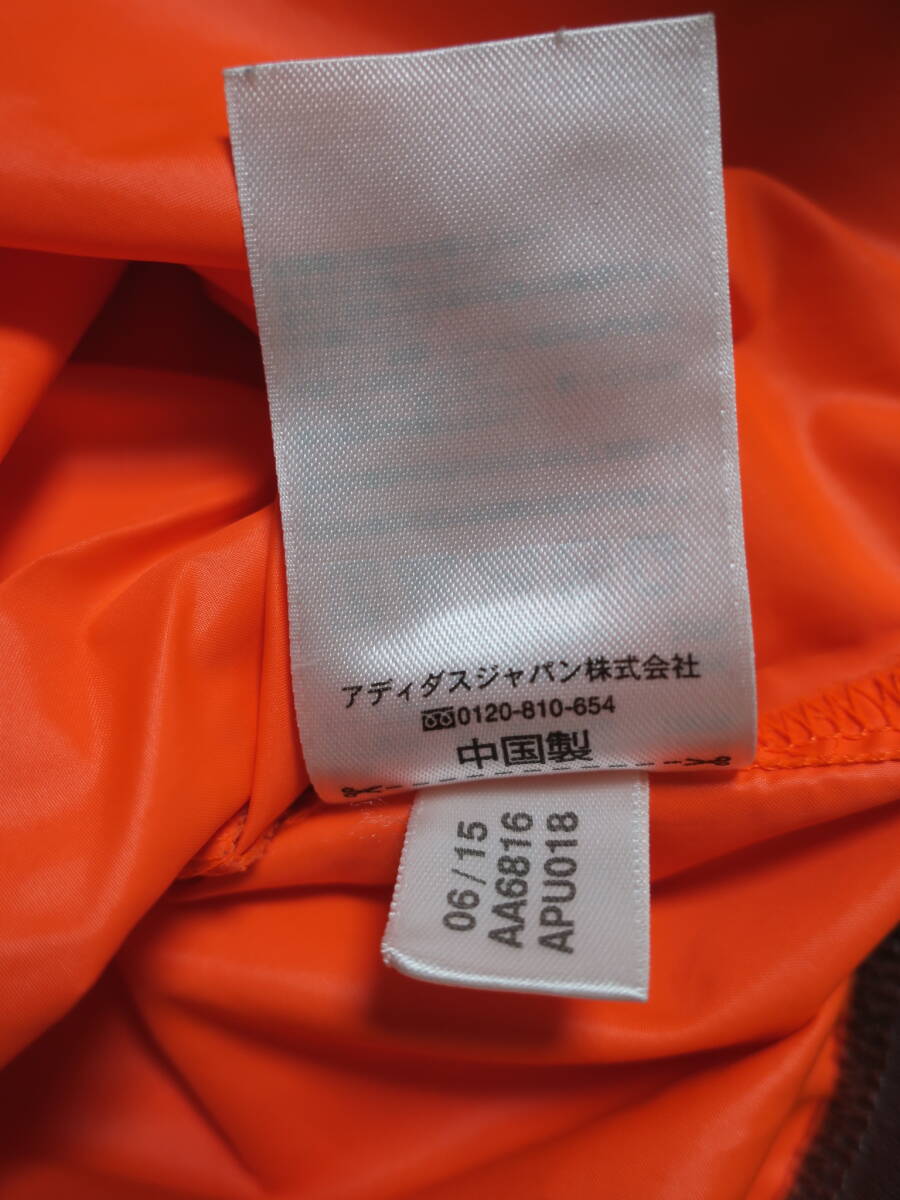 アディダスジャパン株式会社
0120-810-654
中国製
06/15
AA6816
APU018